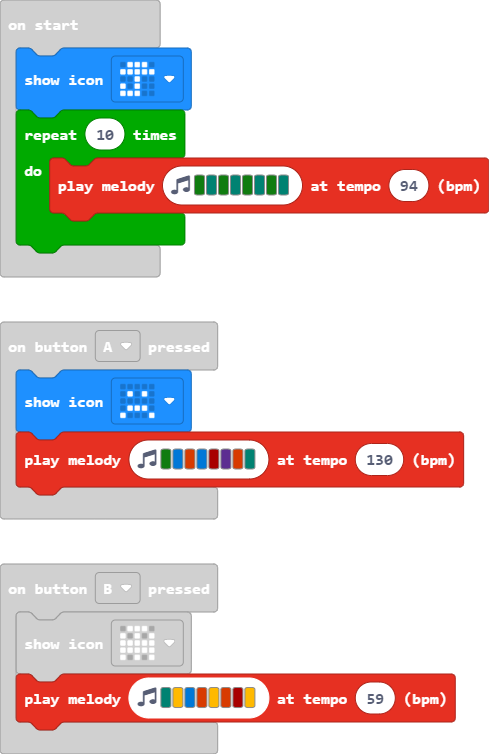 on start
show icon
repeat 10 times
do
play melody at tempo 94 (bpm)
on button A pressed
show icon
play melody at tempo 130 (bpm)
on button B pressed
show icon
play melody at tempo 59 (bpm)